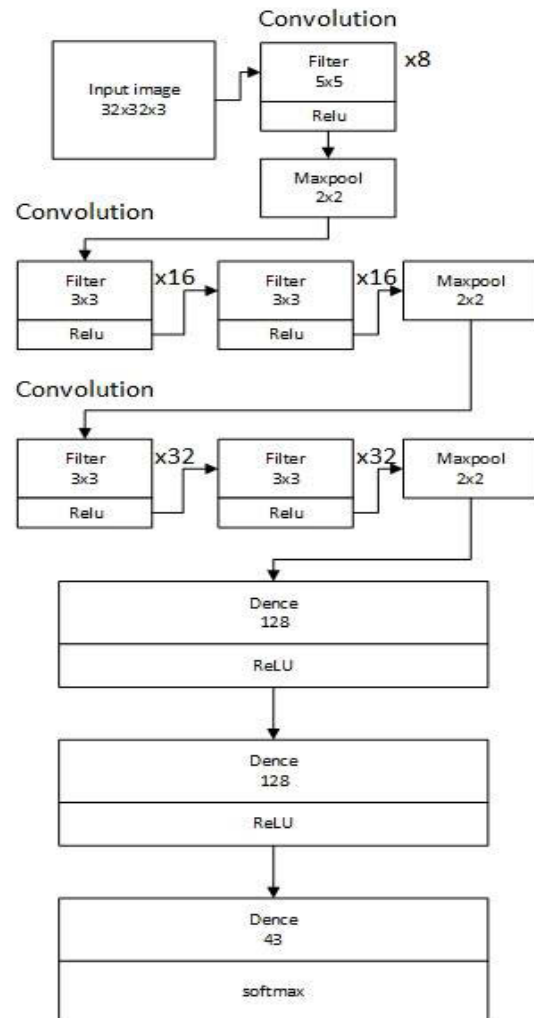 Convolution
Input image
32x32x3
Filter
5x5
x8
Relu
Maxpool
2x2
Convolution
Filter
3x3
x16
Relu
Filter
3x3
x16
Relu
Maxpool
2x2
Convolution
Filter
3x3
x32
Relu
Filter
3x3
x32
Relu
Maxpool
2x2
Dence
128
ReLU
Dence
128
ReLU
Dence
43
softmax